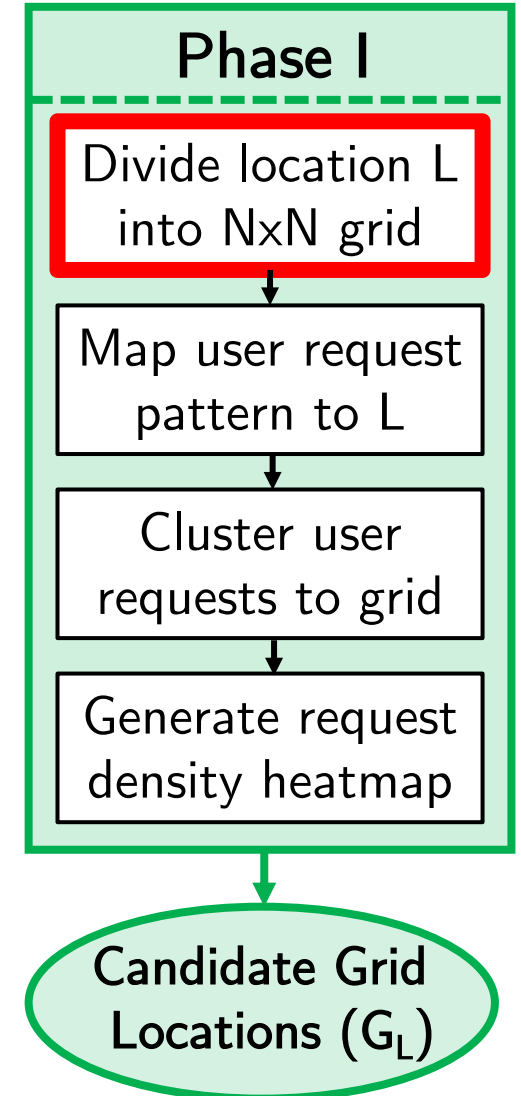 Phase I
Divide location L
into NxN grid
Map user request
pattern to L
Cluster user
requests to grid
Generate request
density heatmap
Candidate Grid
Locations (G_L)